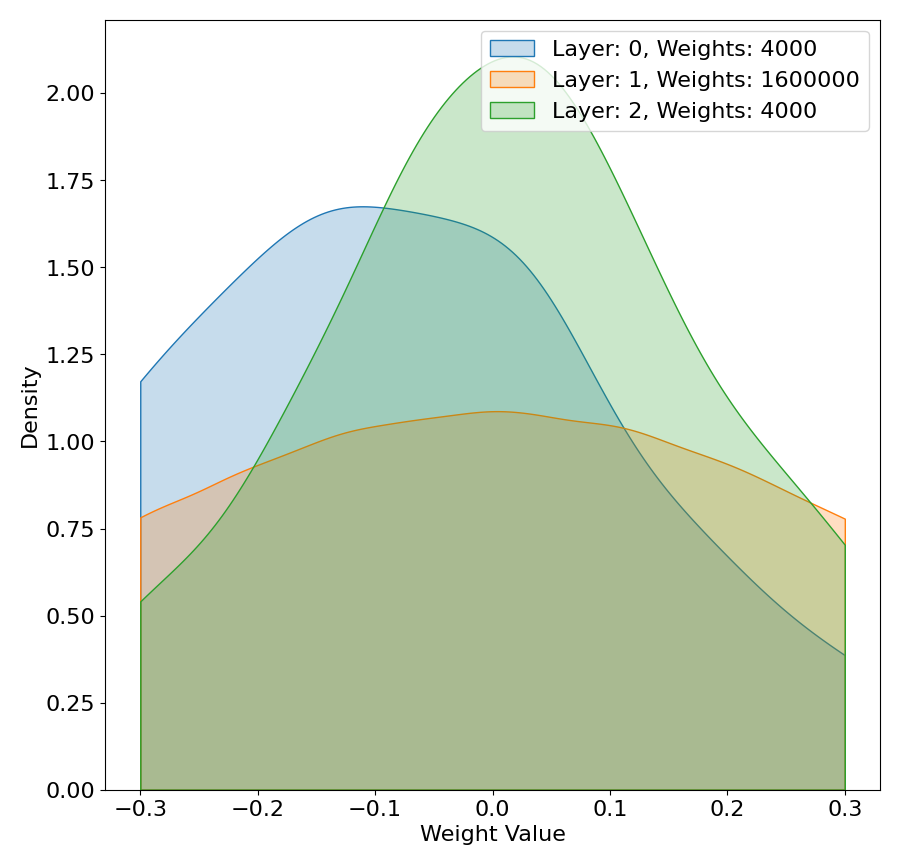 Layer: 0, Weights: 4000
Layer: 1, Weights: 1600000
Layer: 2, Weights: 4000
Density
2.00
1.75
1.50
1.25
1.00
0.75
0.50
0.25
0.00
−0.3 −0.2 −0.1 0.0 0.1 0.2 0.3
Weight Value